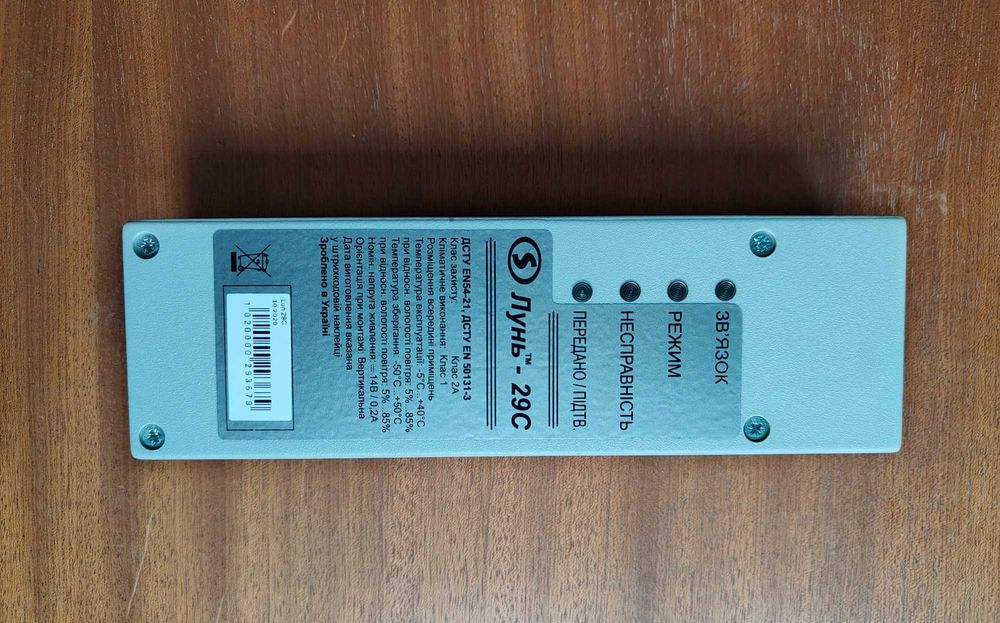 ЗВ'ЯЗОК
РЕЖИМ
НЕСПРАВНІСТЬ
ПЕРЕДАНО / ПІДТВ.
S Лунь™ - 29С
ДСТУ EN54-21, ДСТУ EN 50131-3
Клас захисту: Клас 2А
Кліматичне виконання: Клас 1
Розміщення всередині приміщень
Температура експлуатації: -5°С...+40°С
при відносн. вологості повітря: 5%...85%
Температура зберігання: -50°С...+50°С
при відносн. вологості повітря: 5%...85%
Номін. напруга живлення: ⎓ 14В / 0,2А
Орієнтація при монтажі: Вертикальна
Дата виготовлення вказана
у штрихкодовій наклейці
Зроблено в Україні
Lun 29C
10.2020
1020000293679